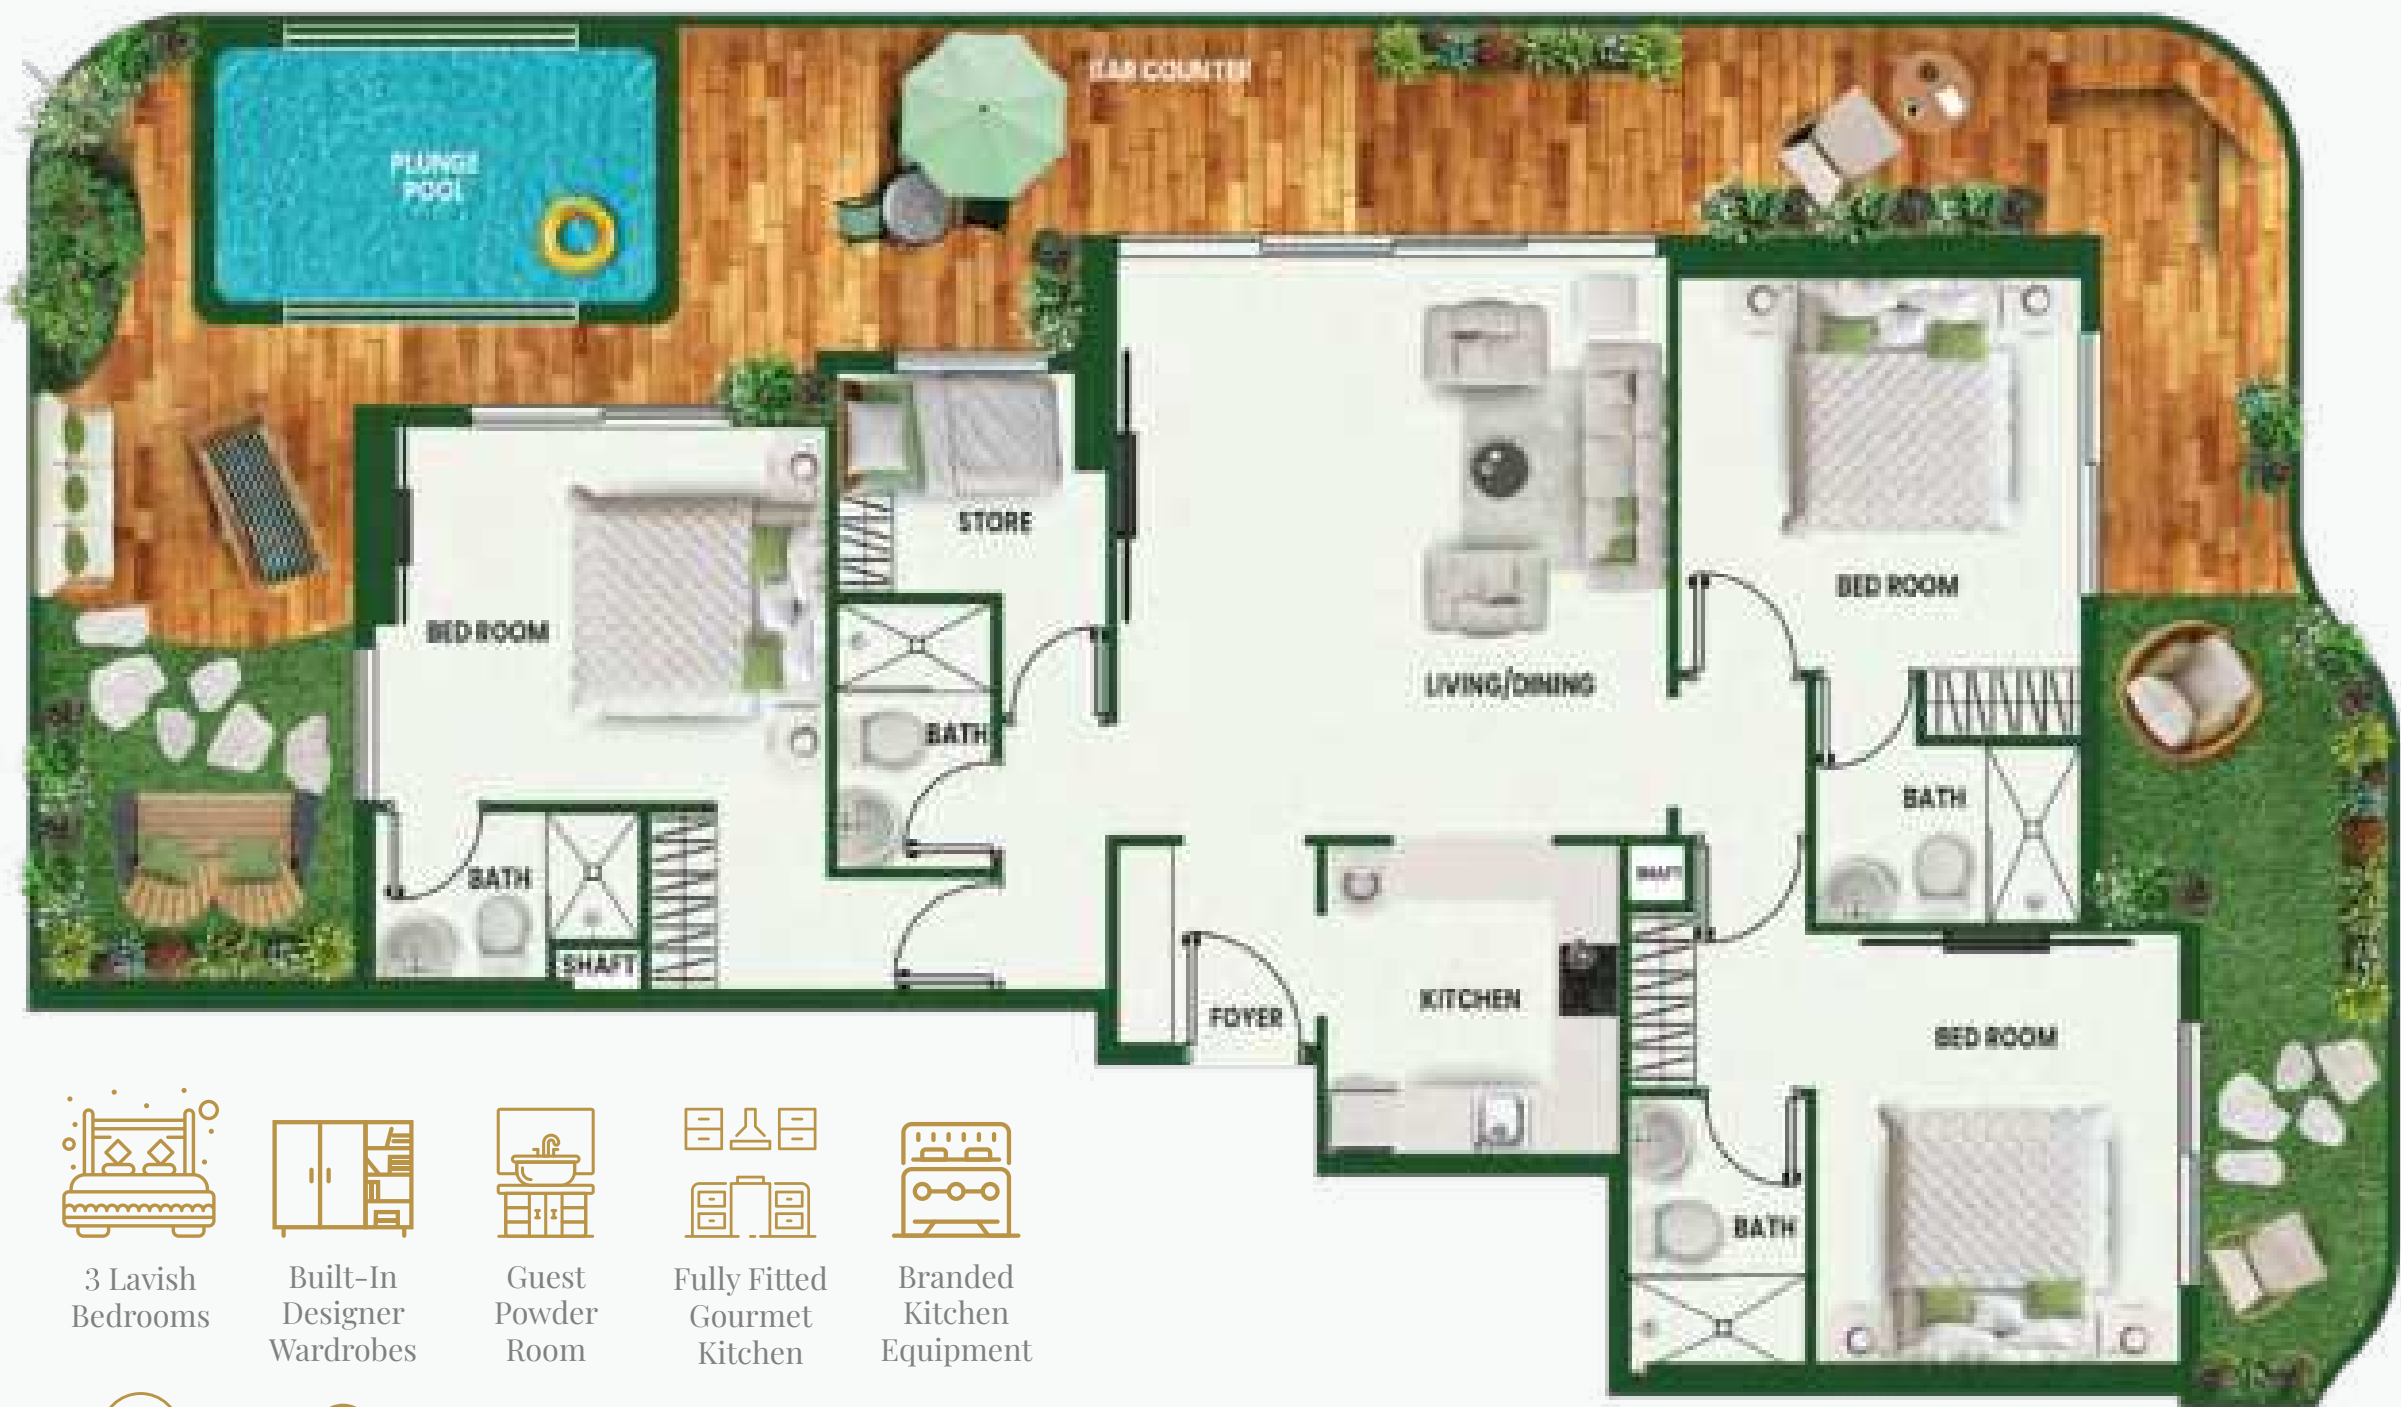 BAR COUNTER
PLUNGE
POOL
STORE
BED ROOM
BED ROOM
LIVING/DINING
BATH
BATH
BATH
SHAFT
SHAFT
KITCHEN
FOYER
BED ROOM
BATH
3 Lavish
Bedrooms
Built-In
Designer
Wardrobes
Guest
Powder
Room
Fully Fitted
Gourmet
Kitchen
Branded
Kitchen
Equipment